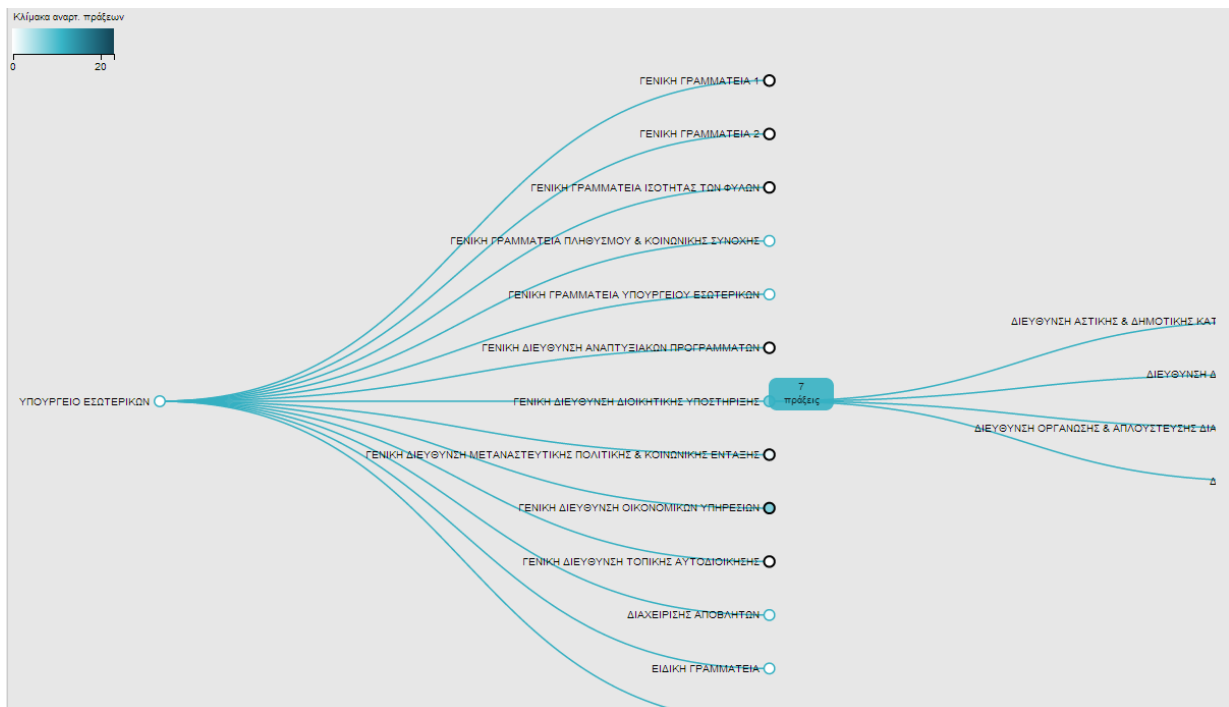 Κλίμακα αναρτ. πράξεων
0 20
ΓΕΝΙΚΗ ΓΡΑΜΜΑΤΕΙΑ 1
ΓΕΝΙΚΗ ΓΡΑΜΜΑΤΕΙΑ 2
ΓΕΝΙΚΗ ΓΡΑΜΜΑΤΕΙΑ ΙΣΟΤΗΤΑΣ ΤΩΝ ΦΥΛΩΝ
ΓΕΝΙΚΗ ΓΡΑΜΜΑΤΕΙΑ ΠΛΗΘΥΣΜΟΥ & ΚΟΙΝΩΝΙΚΗΣ ΣΥΝΟΧΗΣ
ΓΕΝΙΚΗ ΓΡΑΜΜΑΤΕΙΑ ΥΠΟΥΡΓΕΙΟΥ ΕΣΩΤΕΡΙΚΩΝ
ΓΕΝΙΚΗ ΔΙΕΥΘΥΝΣΗ ΑΝΑΠΤΥΞΙΑΚΩΝ ΠΡΟΓΡΑΜΜΑΤΩΝ
ΥΠΟΥΡΓΕΙΟ ΕΣΩΤΕΡΙΚΩΝ
ΓΕΝΙΚΗ ΔΙΕΥΘΥΝΣΗ ΔΙΟΙΚΗΤΙΚΗΣ ΥΠΟΣΤΗΡΙΞΗΣ
7
πράξεις
ΓΕΝΙΚΗ ΔΙΕΥΘΥΝΣΗ ΜΕΤΑΝΑΣΤΕΥΤΙΚΗΣ ΠΟΛΙΤΙΚΗΣ & ΚΟΙΝΩΝΙΚΗΣ ΕΝΤΑΞΗΣ
ΓΕΝΙΚΗ ΔΙΕΥΘΥΝΣΗ ΟΙΚΟΝΟΜΙΚΩΝ ΥΠΗΡΕΣΙΩΝ
ΓΕΝΙΚΗ ΔΙΕΥΘΥΝΣΗ ΤΟΠΙΚΗΣ ΑΥΤΟΔΙΟΙΚΗΣΗΣ
ΔΙΑΧΕΙΡΙΣΗΣ ΑΠΟΒΛΗΤΩΝ
ΕΙΔΙΚΗ ΓΡΑΜΜΑΤΕΙΑ
ΔΙΕΥΘΥΝΣΗ ΑΣΤΙΚΗΣ & ΔΗΜΟΤΙΚΗΣ ΚΑΤ
ΔΙΕΥΘΥΝΣΗ Δ
ΔΙΕΥΘΥΝΣΗ ΟΡΓΑΝΩΣΗΣ & ΑΠΛΟΥΣΤΕΥΣΗΣ ΔΙΑ
Δ